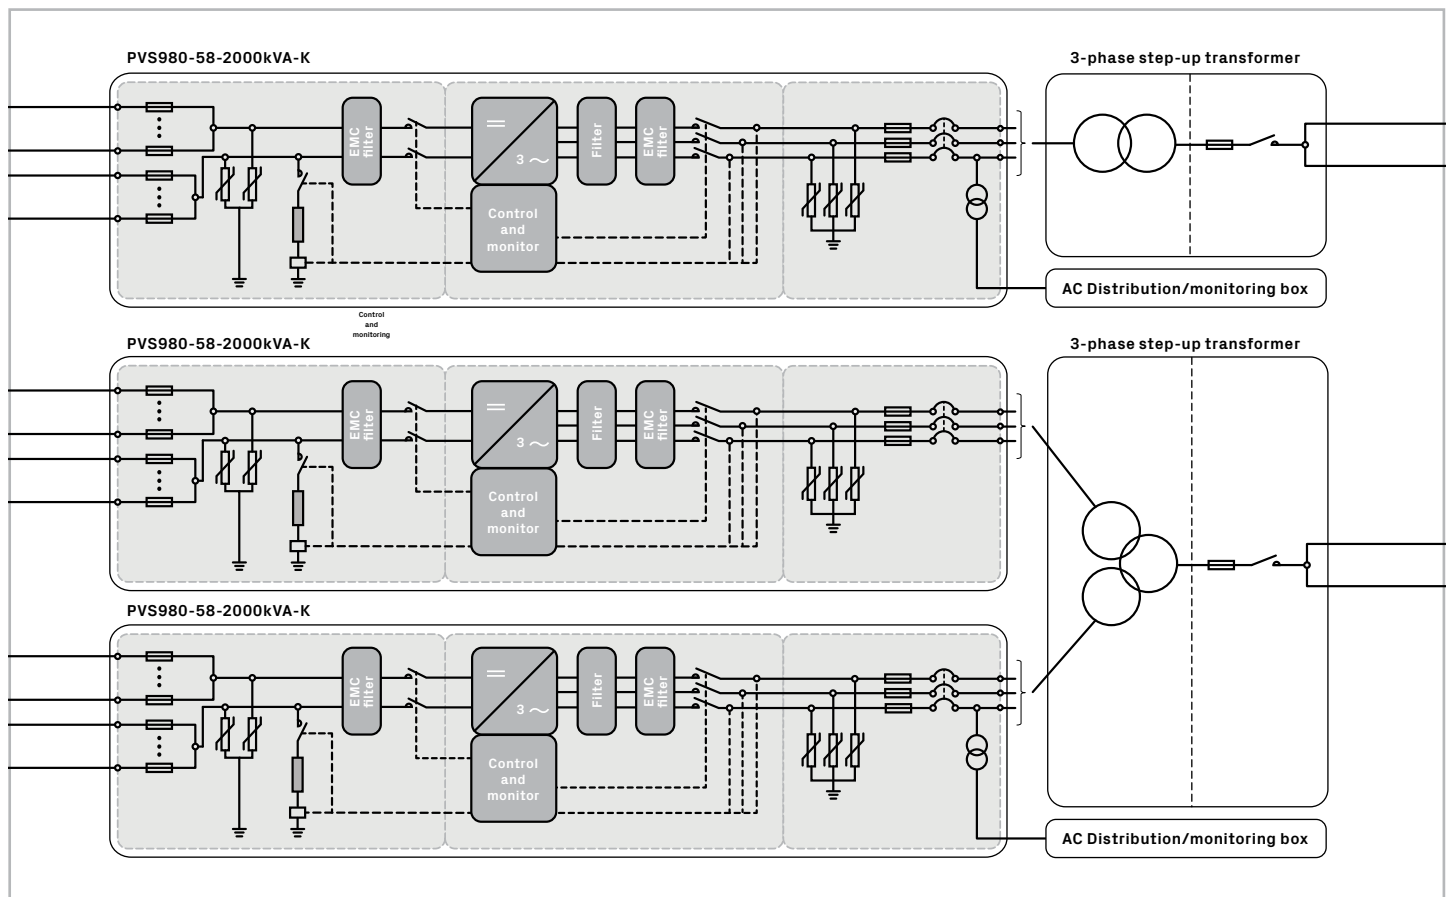 PVS980-58-2000kVA-K
3-phase step-up transformer
EMC
filter
3
Filter
EMC
filter
Control
and
monitor
AC Distribution/monitoring box
Control
and
monitoring
PVS980-58-2000kVA-K
3-phase step-up transformer
EMC
filter
3
Filter
EMC
filter
Control
and
monitor
PVS980-58-2000kVA-K
EMC
filter
3
Filter
EMC
filter
Control
and
monitor
AC Distribution/monitoring box